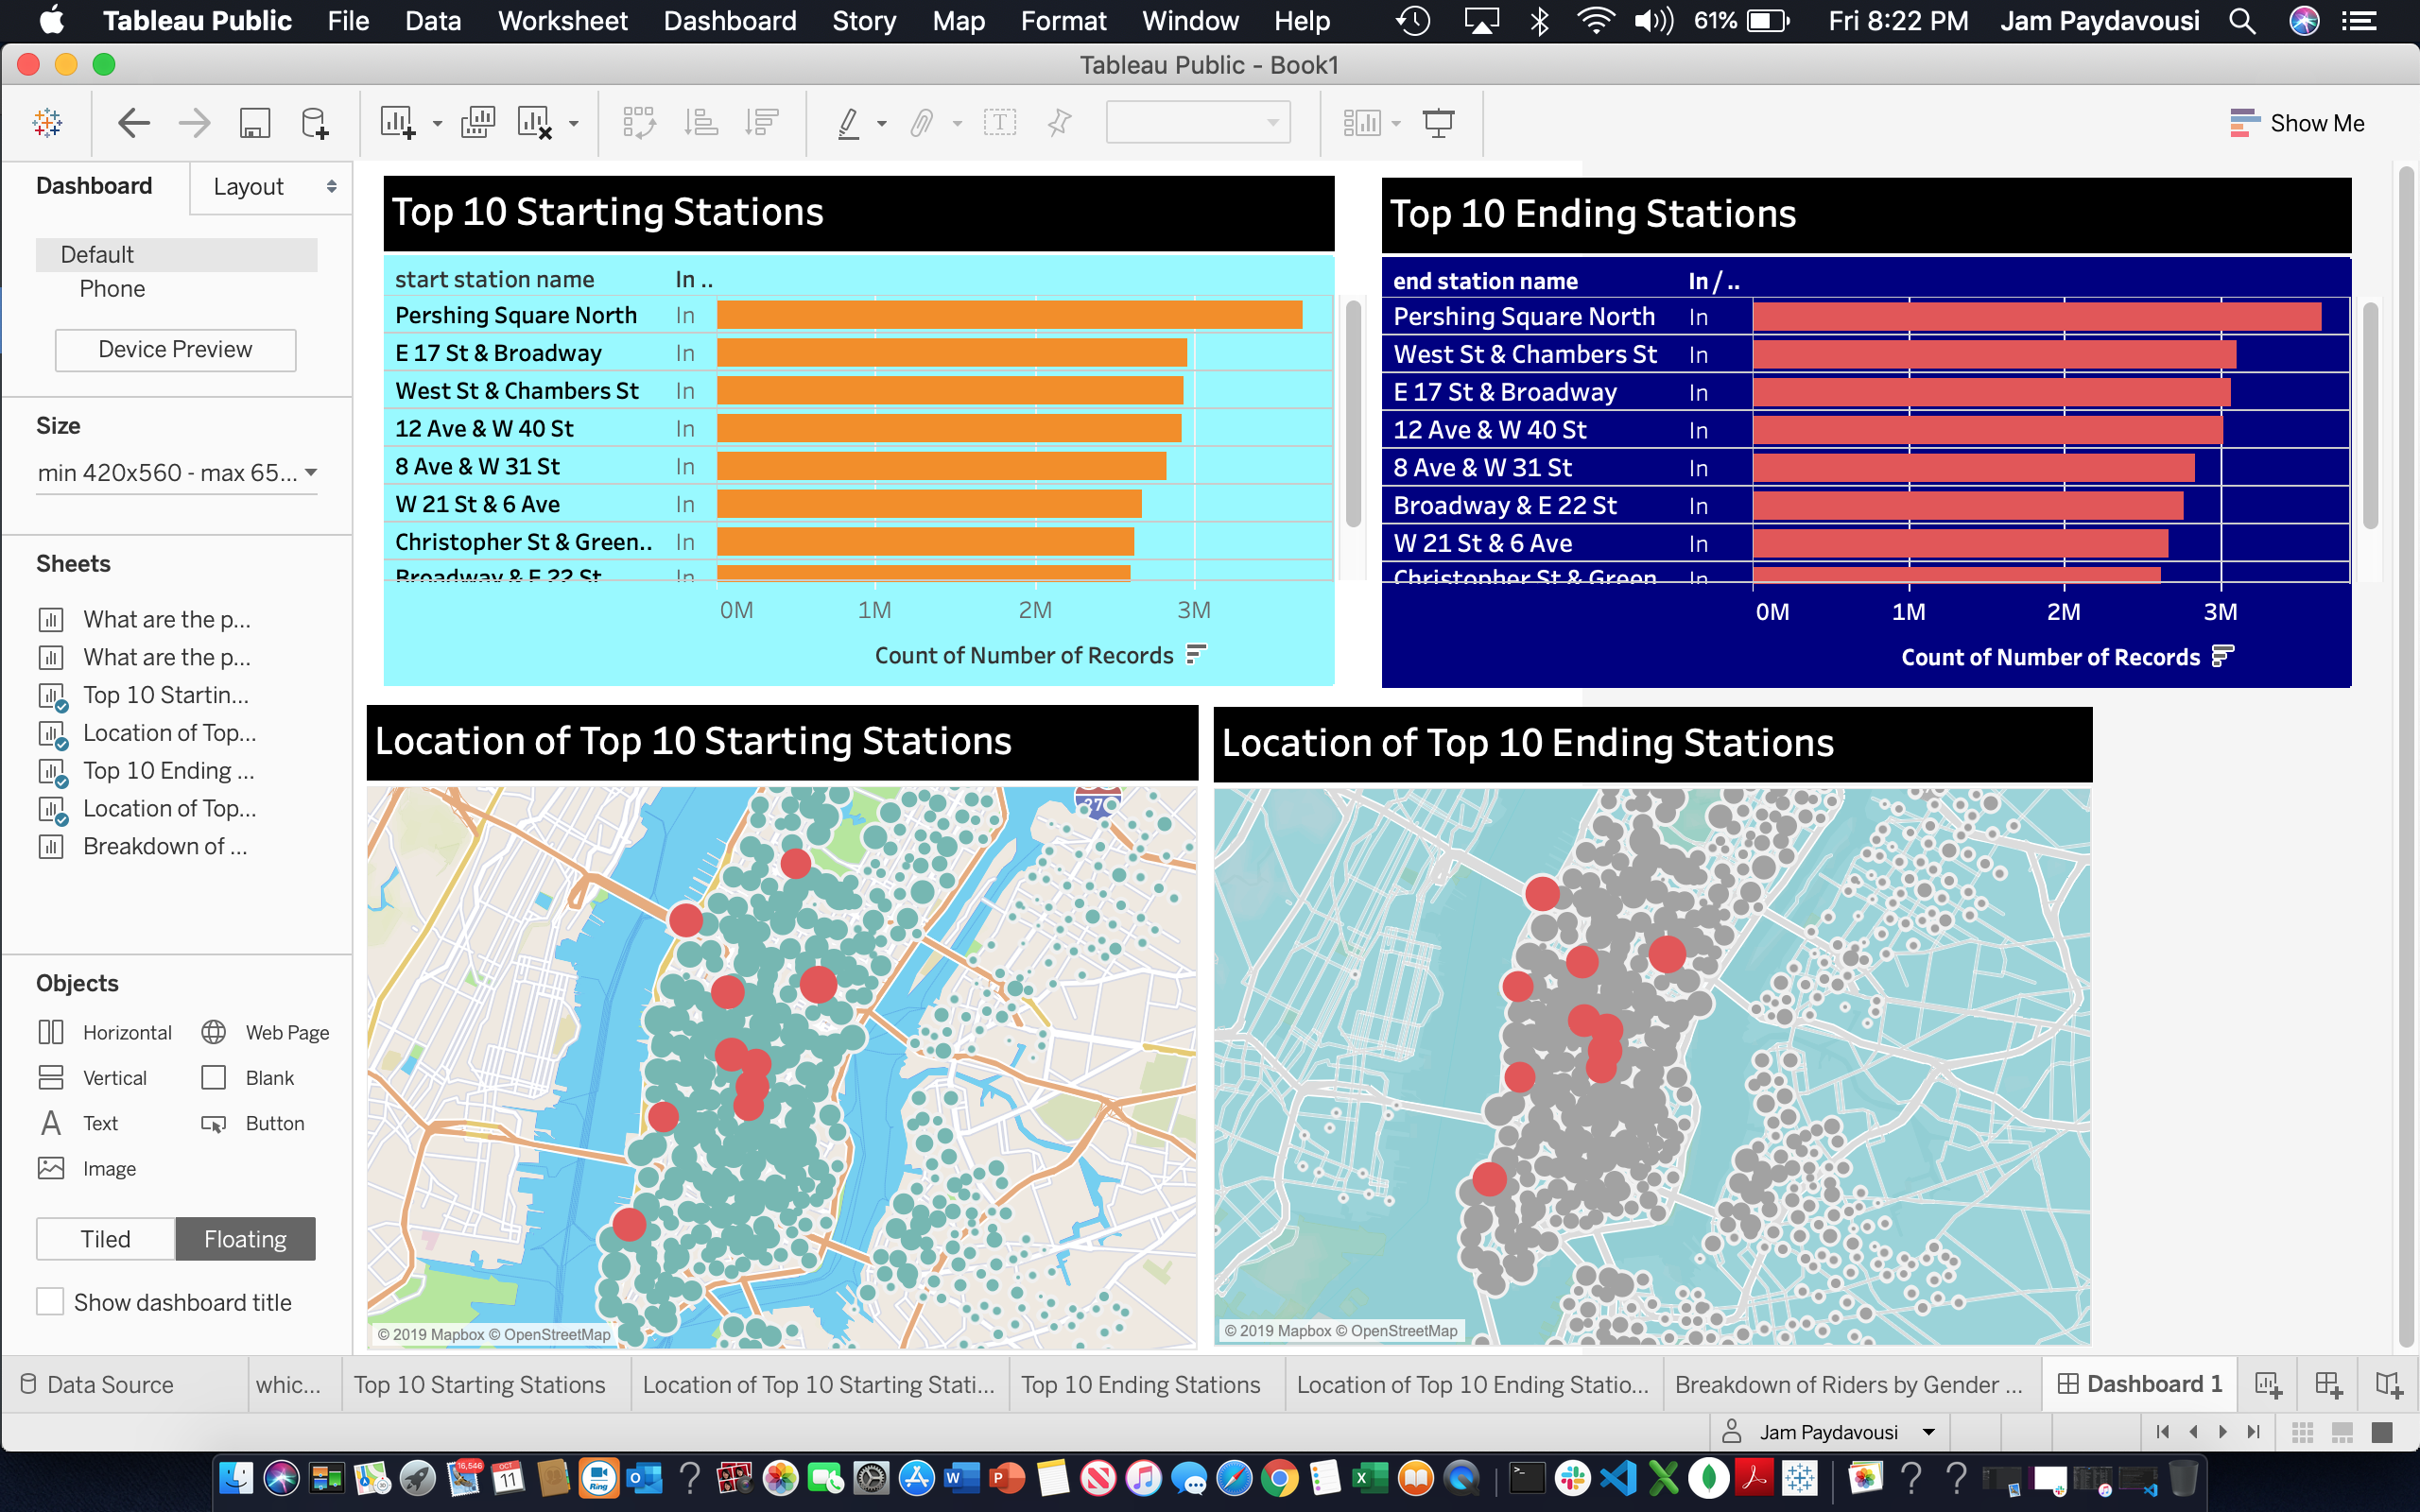 Tableau Public File Data Worksheet Dashboard Story Map Format Window Help 61% Fri 8:22 PM Jam Paydavousi
Tableau Public - Book1
Show Me
Dashboard Layout
Default
Phone
Device Preview
Size
min 420x560 - max 65...
Sheets
What are the p...
What are the p...
Top 10 Startin...
Location of Top...
Top 10 Ending ...
Location of Top...
Breakdown of ...
Objects
Horizontal Web Page
Vertical Blank
Text Button
Image
Tiled Floating
Show dashboard title
Top 10 Starting Stations
start station name In ..
Pershing Square North In
E 17 St & Broadway In
West St & Chambers St In
12 Ave & W 40 St In
8 Ave & W 31 St In
W 21 St & 6 Ave In
Christopher St & Green.. In
Broadway & E 22 St In
0M 1M 2M 3M
Count of Number of Records
Top 10 Ending Stations
end station name In / ..
Pershing Square North In
West St & Chambers St In
E 17 St & Broadway In
12 Ave & W 40 St In
8 Ave & W 31 St In
Broadway & E 22 St In
W 21 St & 6 Ave In
Christopher St & Green In
0M 1M 2M 3M
Count of Number of Records
Location of Top 10 Starting Stations
© 2019 Mapbox © OpenStreetMap
Location of Top 10 Ending Stations
© 2019 Mapbox © OpenStreetMap
Data Source whic... Top 10 Starting Stations Location of Top 10 Starting Stati... Top 10 Ending Stations Location of Top 10 Ending Statio... Breakdown of Riders by Gender ... Dashboard 1
Jam Paydavousi
16,546
OCT
11
Ring